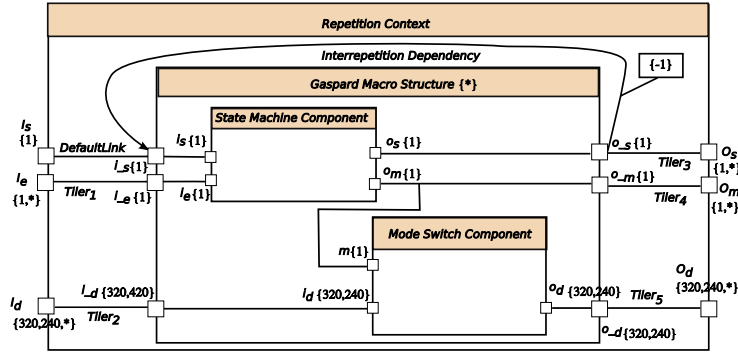 Repetition Context
Interrepetition Dependency
{-1}
Gaspard Macro Structure {*}
State Machine Component
Is
{1}
DefaultLink
i_s{1}
is{1}
os{1}
o_s{1}
Tiler3
Os
{1,*}
Ie
{1,*}
Tiler1
i_e {1}
ie{1}
om{1}
o_m{1}
Tiler4
Om
{1,*}
Mode Switch Component
m{1}
Id
{320,240,*}
i_d {320,420}
Tiler2
id {320,240}
od {320,240}
Tiler5
Od
{320,240,*}
o_d{320,240}